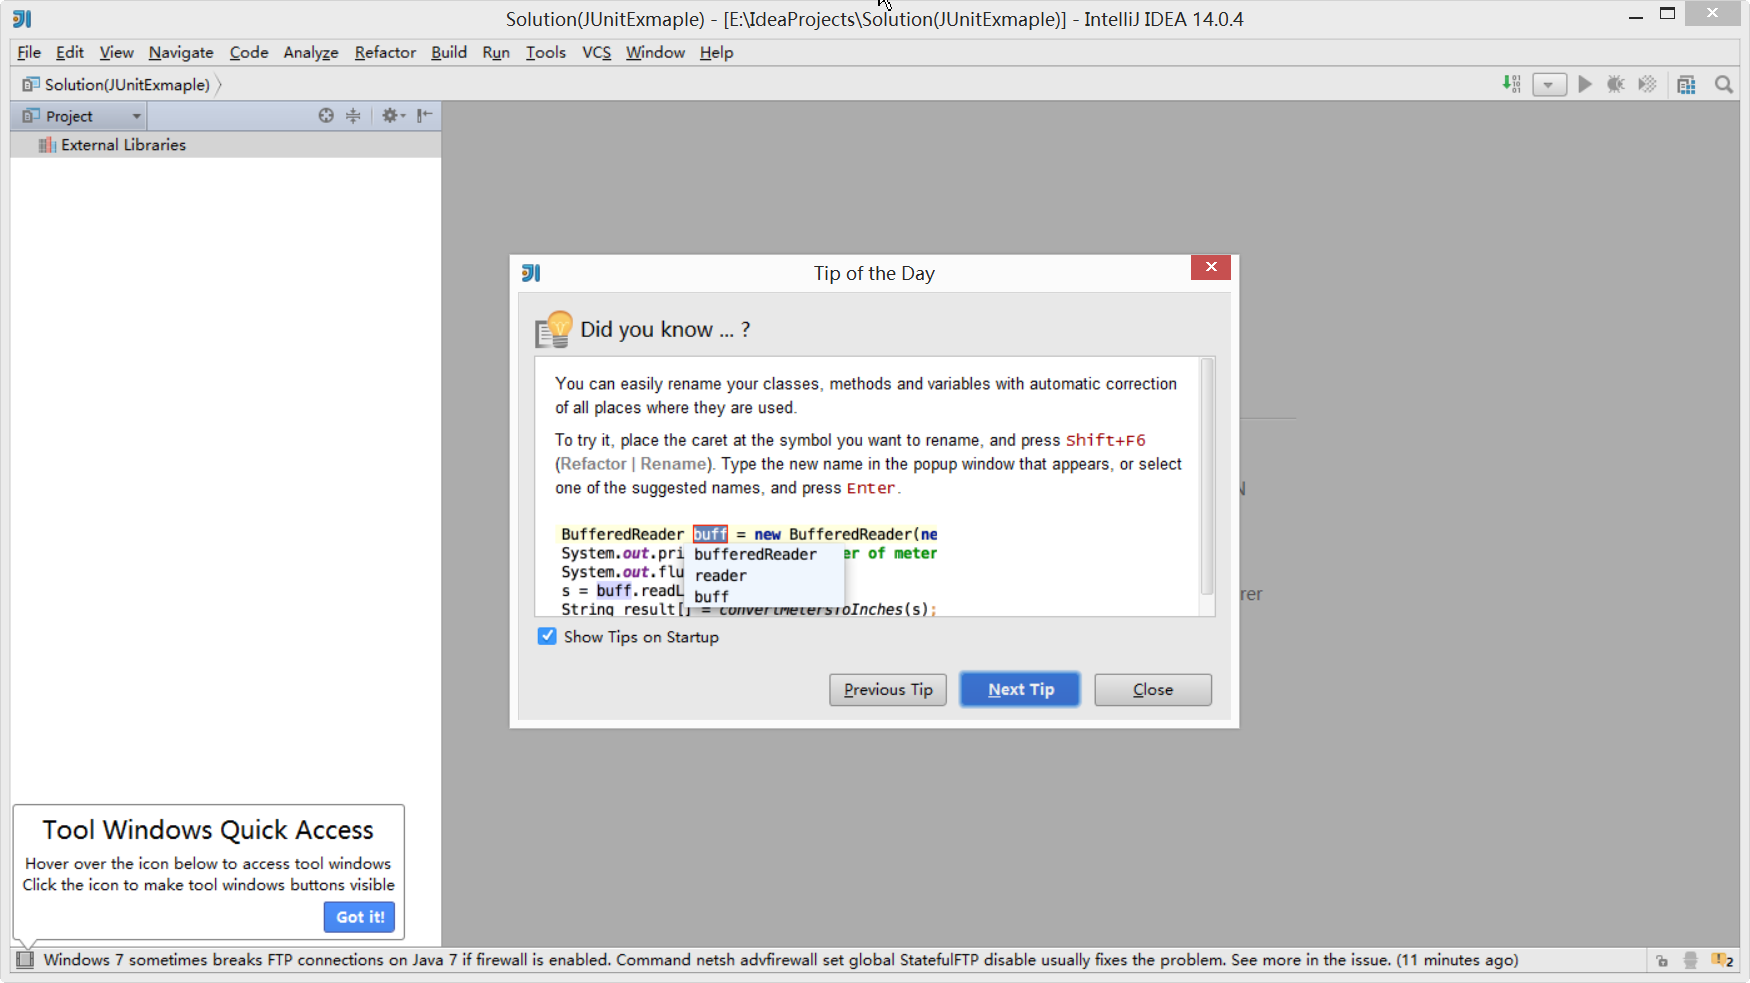 Solution(JUnitExmaple) - [E:\IdeaProjects\Solution(JUnitExmaple)] - IntelliJ IDEA 14.0.4
File Edit View Navigate Code Analyze Refactor Build Run Tools VCS Window Help
Solution(JUnitExmaple)
Project
External Libraries
Tip of the Day
Did you know ... ?
You can easily rename your classes, methods and variables with automatic correction
of all places where they are used.
To try it, place the caret at the symbol you want to rename, and press Shift+F6
(Refactor | Rename). Type the new name in the popup window that appears, or select
one of the suggested names, and press Enter.
BufferedReader buff = new BufferedReader(ne
System.out.pri er of meter
bufferedReader
System.out.flu
reader
s = buff.readL
buff
String result[] = convertMetersToInches(s);
N
rer
Show Tips on Startup
Previous Tip Next Tip Close
Tool Windows Quick Access
Hover over the icon below to access tool windows
Click the icon to make tool windows buttons visible
Got it!
Windows 7 sometimes breaks FTP connections on Java 7 if firewall is enabled. Command netsh advfirewall set global StatefulFTP disable usually fixes the problem. See more in the issue. (11 minutes ago)
2